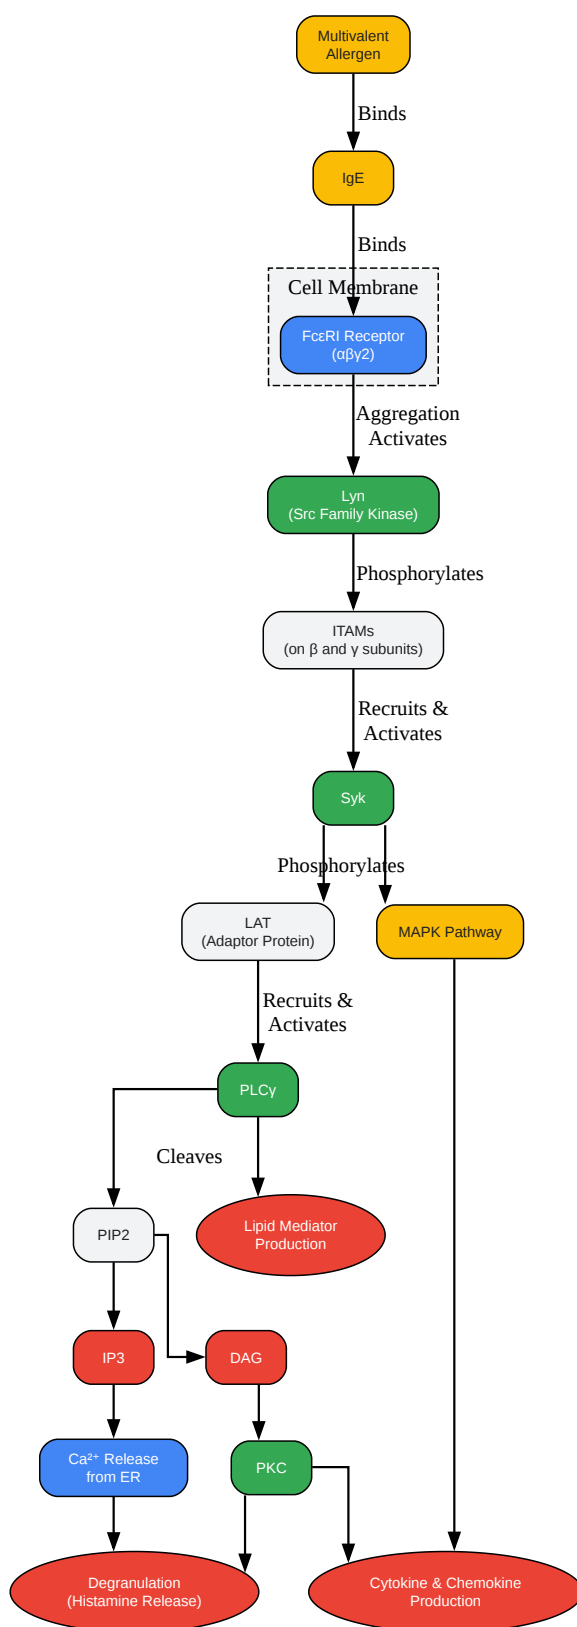 Multivalent
Allergen
Binds
IgE
Binds
Cell Membrane
FcεRI Receptor
(αβγ2)
Aggregation
Activates
Lyn
(Src Family Kinase)
Phosphorylates
ITAMs
(on β and γ subunits)
Recruits &
Activates
Syk
Phosphorylates
LAT
(Adaptor Protein)
MAPK Pathway
Recruits &
Activates
PLCγ
Cleaves
Lipid Mediator
Production
PIP2
IP3
DAG
Ca²⁺ Release
from ER
PKC
Degranulation
(Histamine Release)
Cytokine & Chemokine
Production